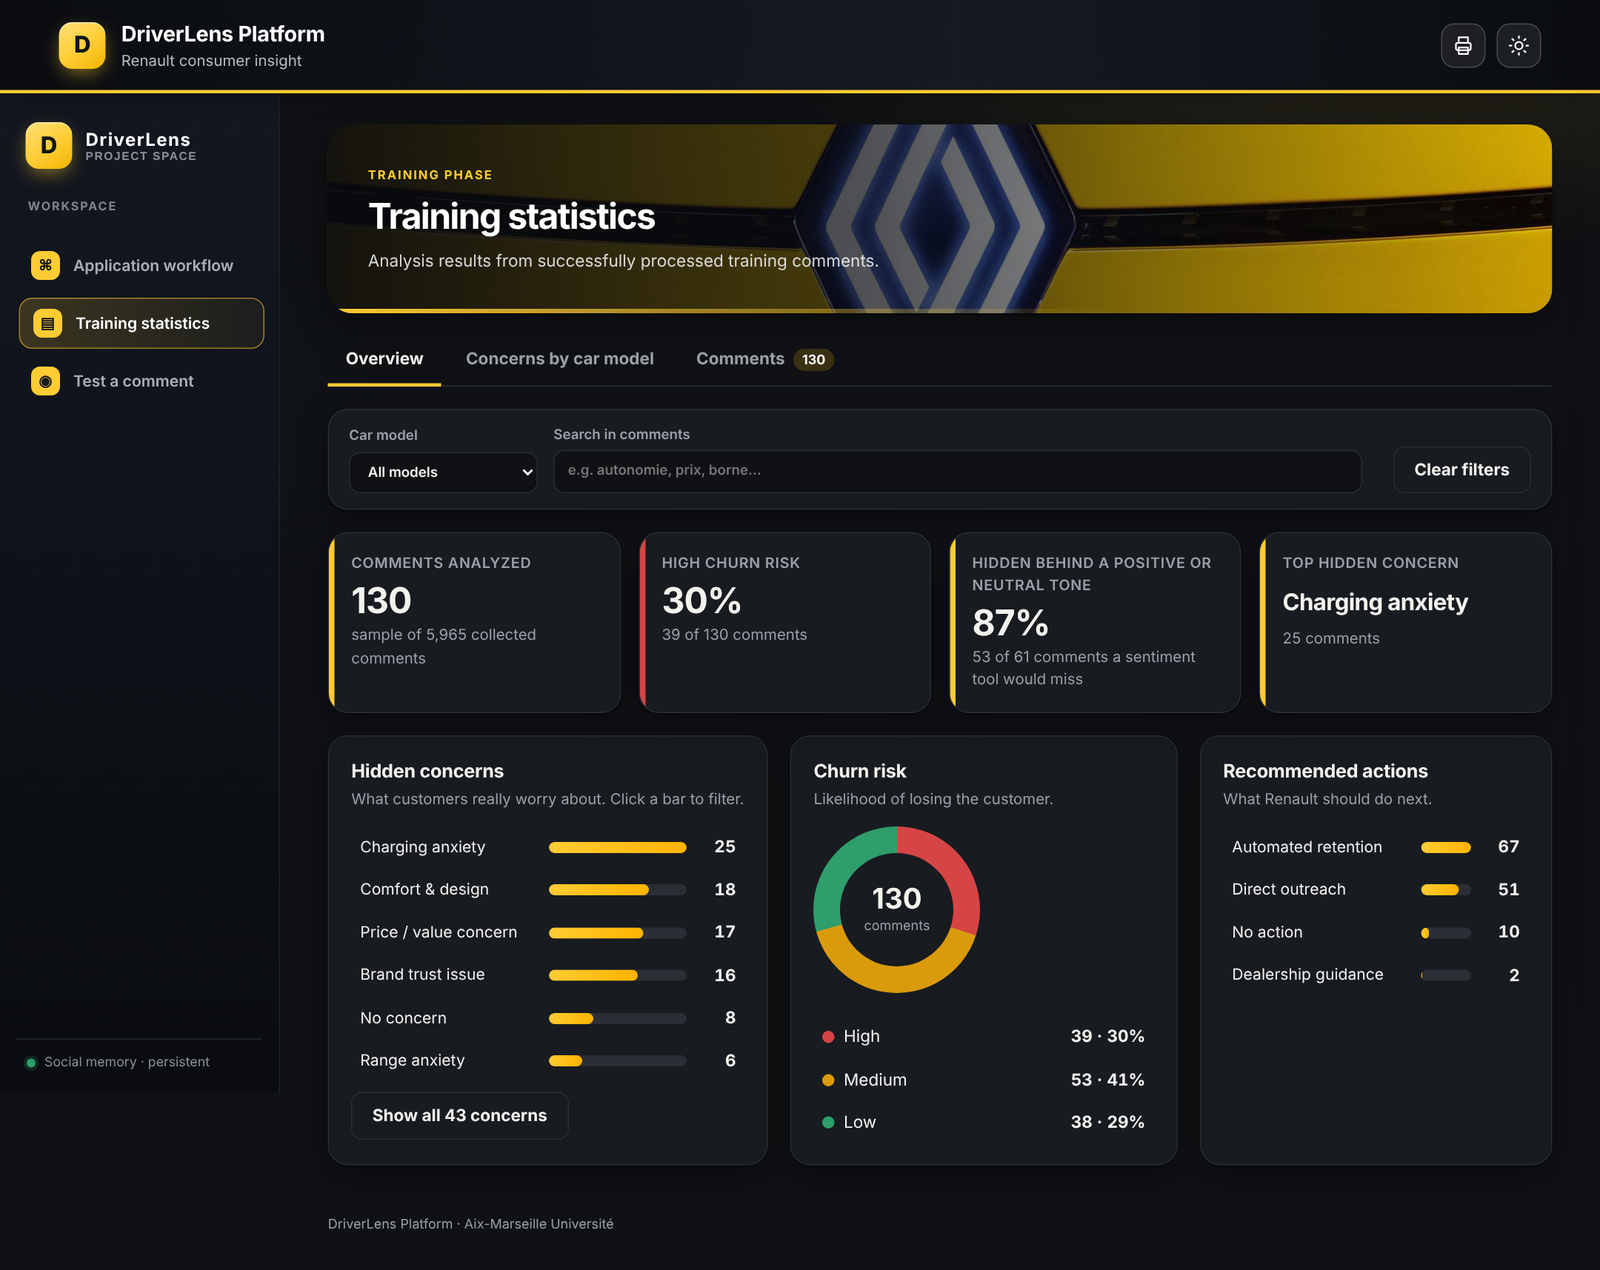 D
DriverLens Platform
Renault consumer insight
D
DriverLens
PROJECT SPACE
WORKSPACE
Application workflow
Training statistics
Test a comment
Social memory · persistent
TRAINING PHASE
Training statistics
Analysis results from successfully processed training comments.
Overview
Concerns by car model
Comments 130
Car model
All models
Search in comments
e.g. autonomie, prix, borne...
Clear filters
COMMENTS ANALYZED
130
sample of 5,965 collected
comments
HIGH CHURN RISK
30%
39 of 130 comments
HIDDEN BEHIND A POSITIVE OR
NEUTRAL TONE
87%
53 of 61 comments a sentiment
tool would miss
TOP HIDDEN CONCERN
Charging anxiety
25 comments
Hidden concerns
What customers really worry about. Click a bar to filter.
Charging anxiety 25
Comfort & design 18
Price / value concern 17
Brand trust issue 16
No concern 8
Range anxiety 6
Show all 43 concerns
Churn risk
Likelihood of losing the customer.
130
comments
High 39 · 30%
Medium 53 · 41%
Low 38 · 29%
Recommended actions
What Renault should do next.
Automated retention 67
Direct outreach 51
No action 10
Dealership guidance 2
DriverLens Platform · Aix-Marseille Université